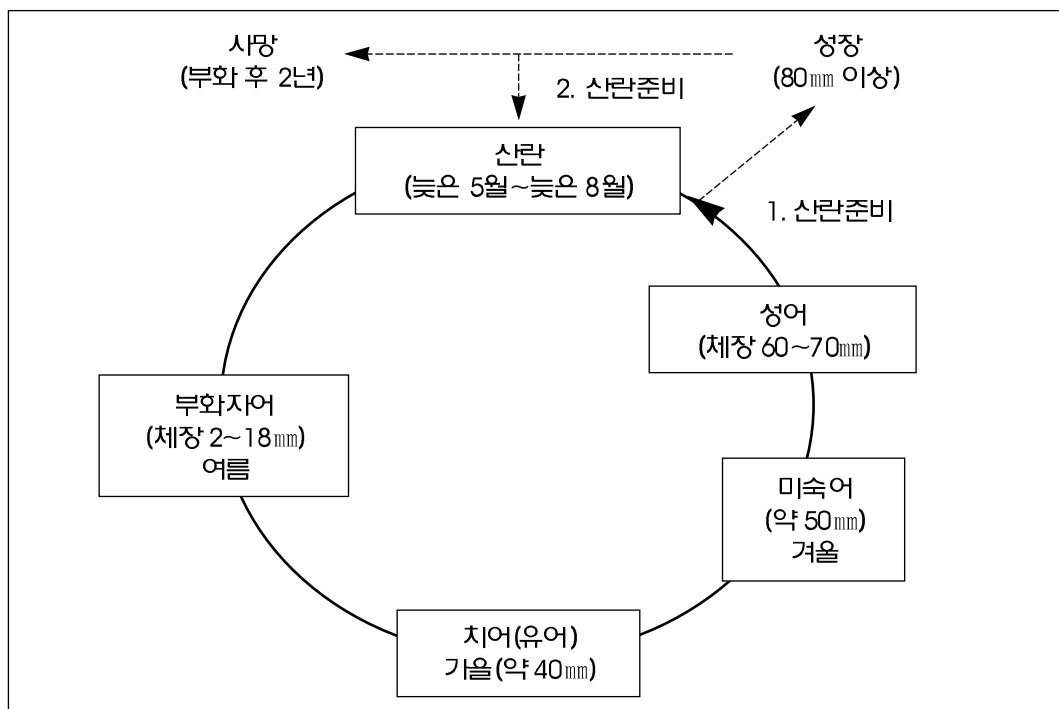 사망
(부화 후 2년)
성장
(80㎜ 이상)
2. 산란준비
산란
(늦은 5월~늦은 8월)
1. 산란준비
성어
(체장 60~70㎜)
부화자어
(체장 2~18㎜)
여름
미숙어
(약 50㎜)
겨울
치어(유어)
가을(약 40㎜)